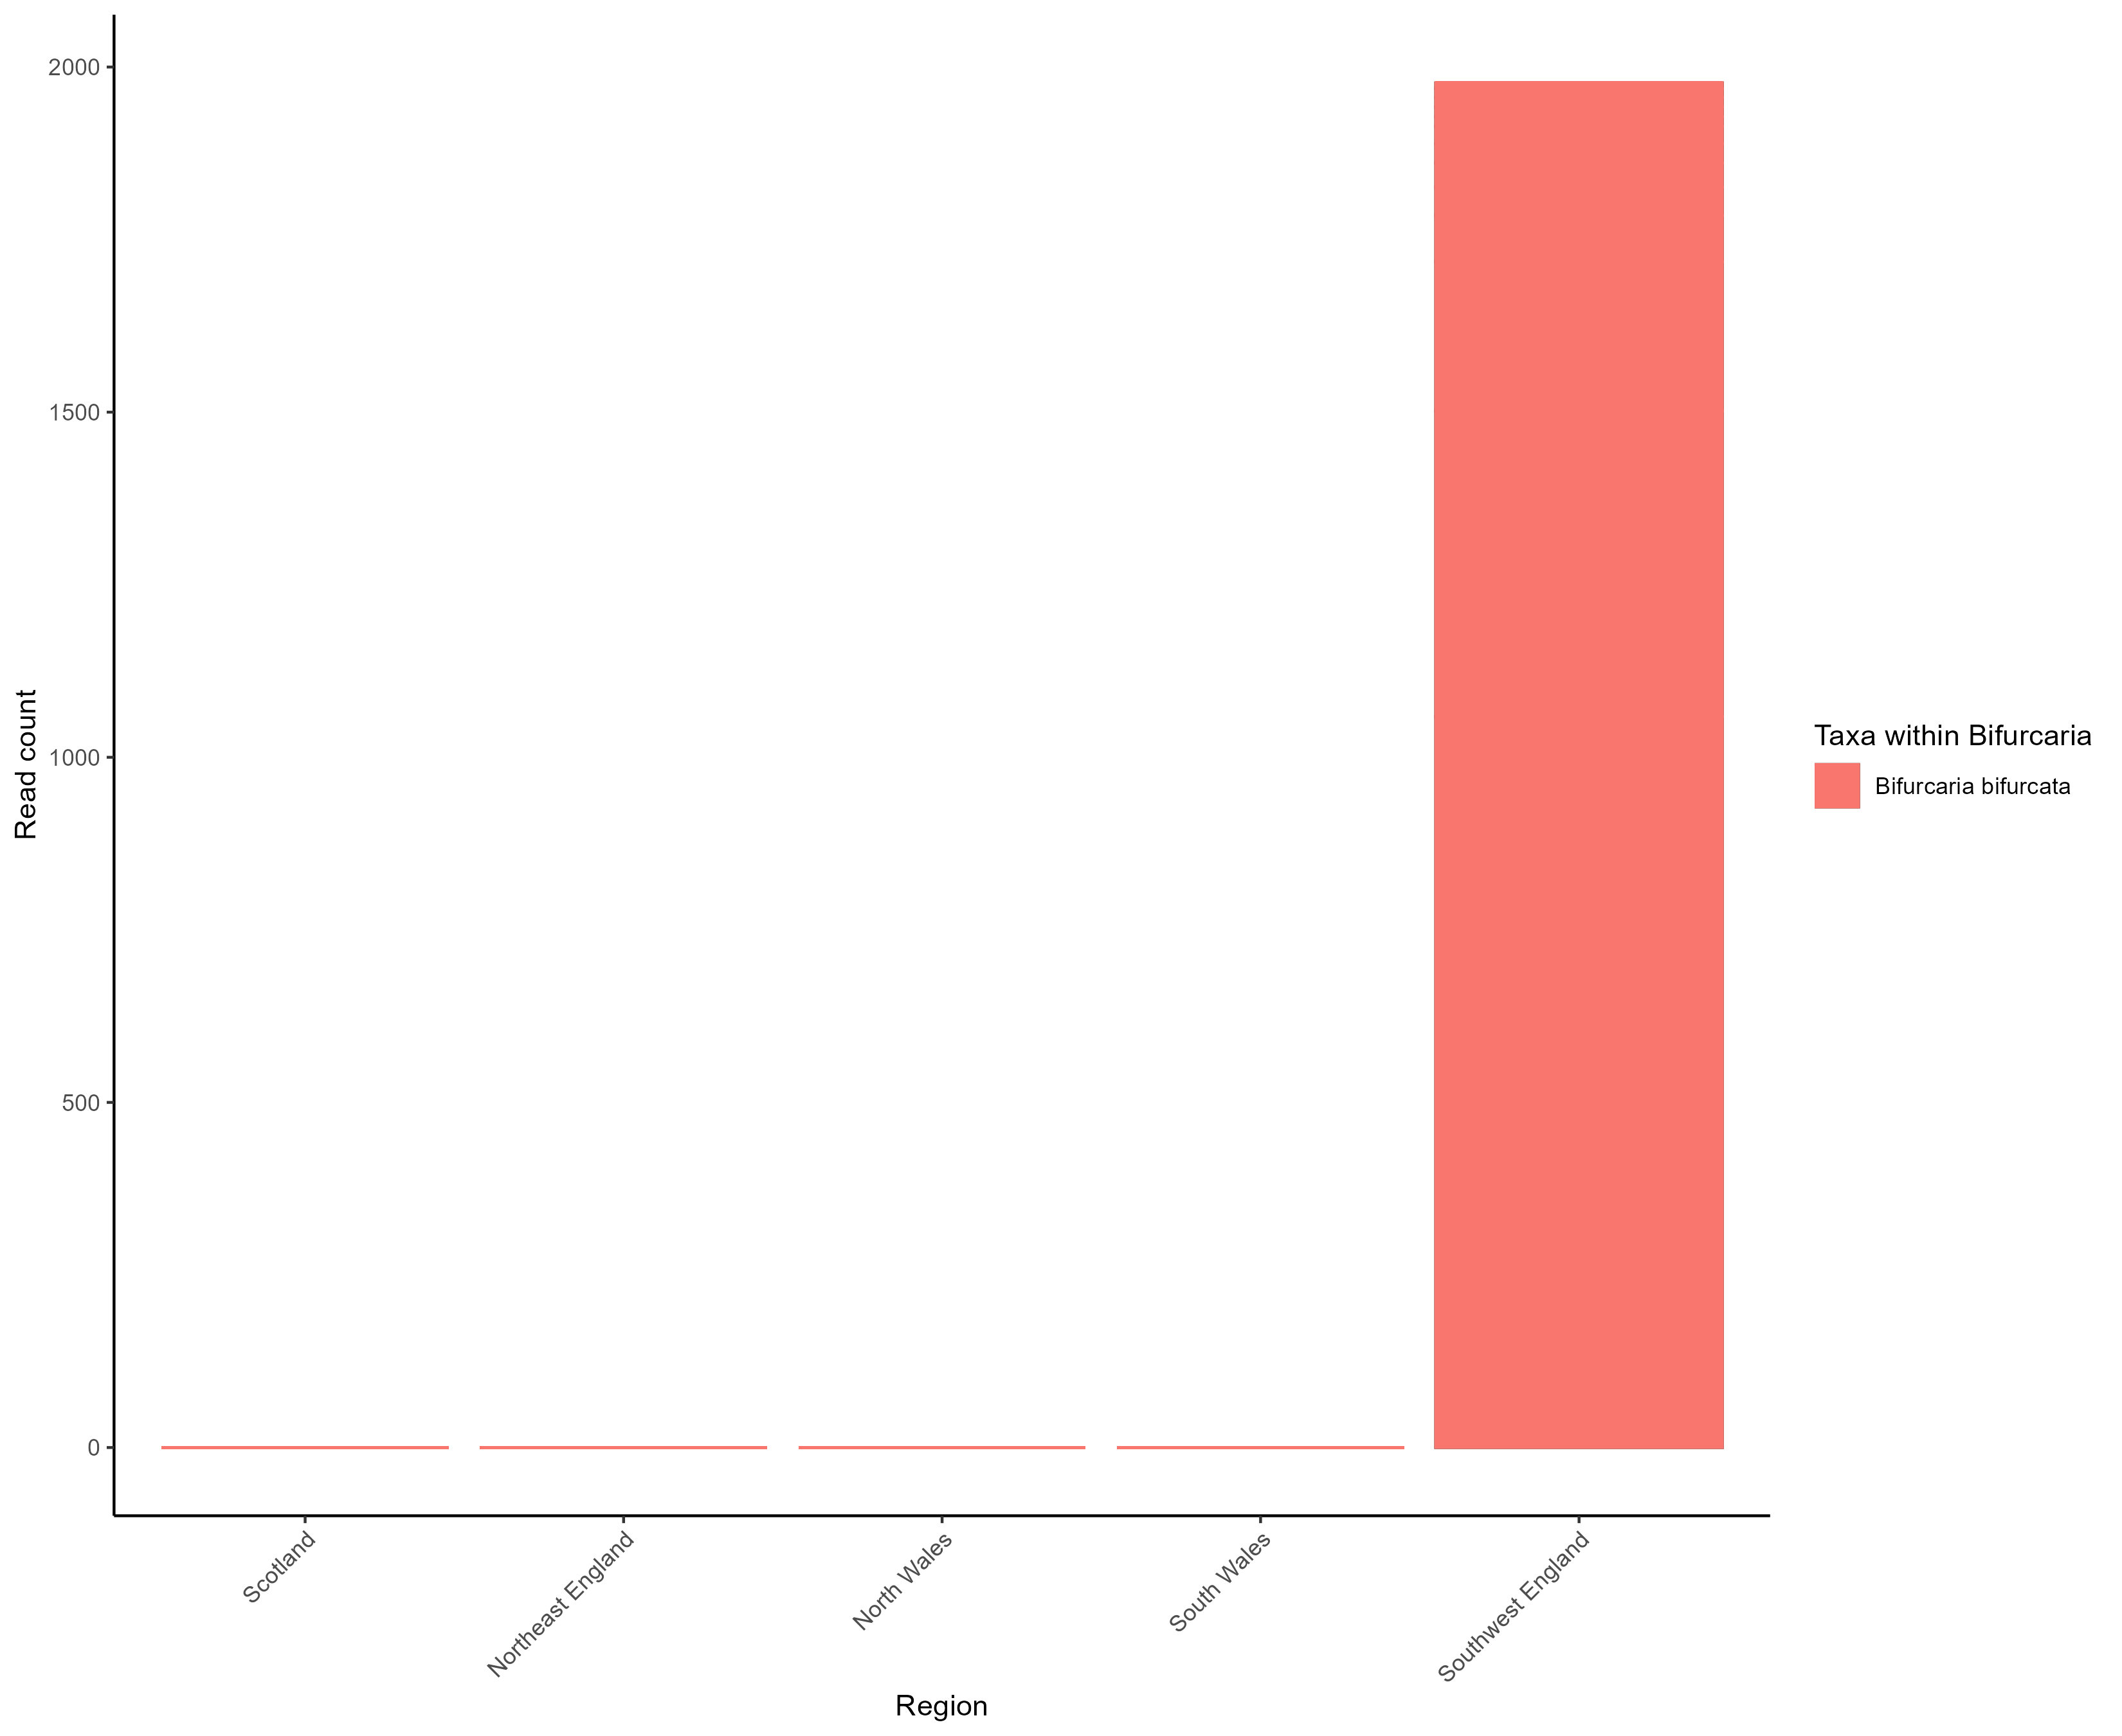 2000
1500
1000
500
0
Read count
Scotland
Northeast England
North Wales
South Wales
Southwest England
Region
Taxa within Bifurcaria
Bifurcaria bifurcata